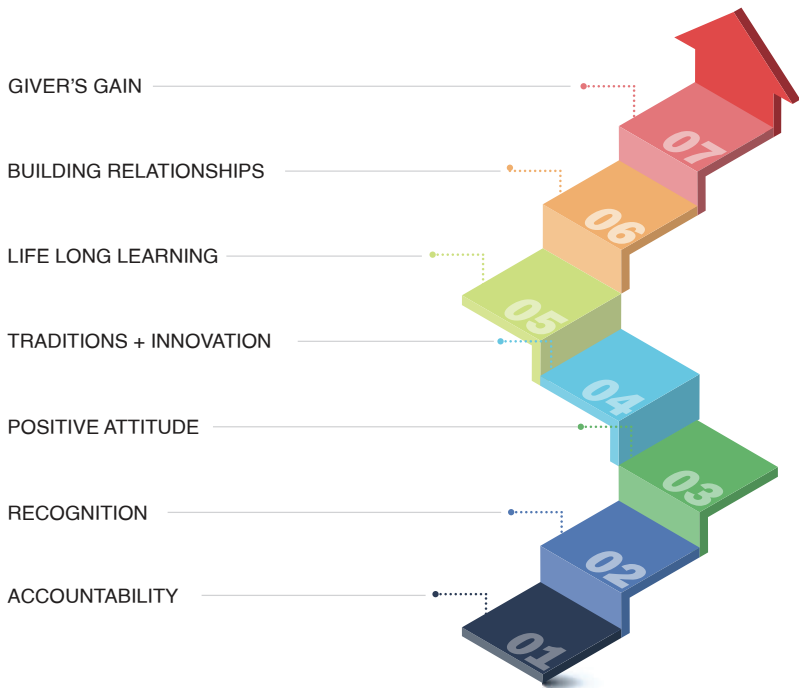 GIVER’S GAIN
07
BUILDING RELATIONSHIPS
06
LIFE LONG LEARNING
05
TRADITIONS + INNOVATION
04
POSITIVE ATTITUDE
03
RECOGNITION
02
ACCOUNTABILITY
01